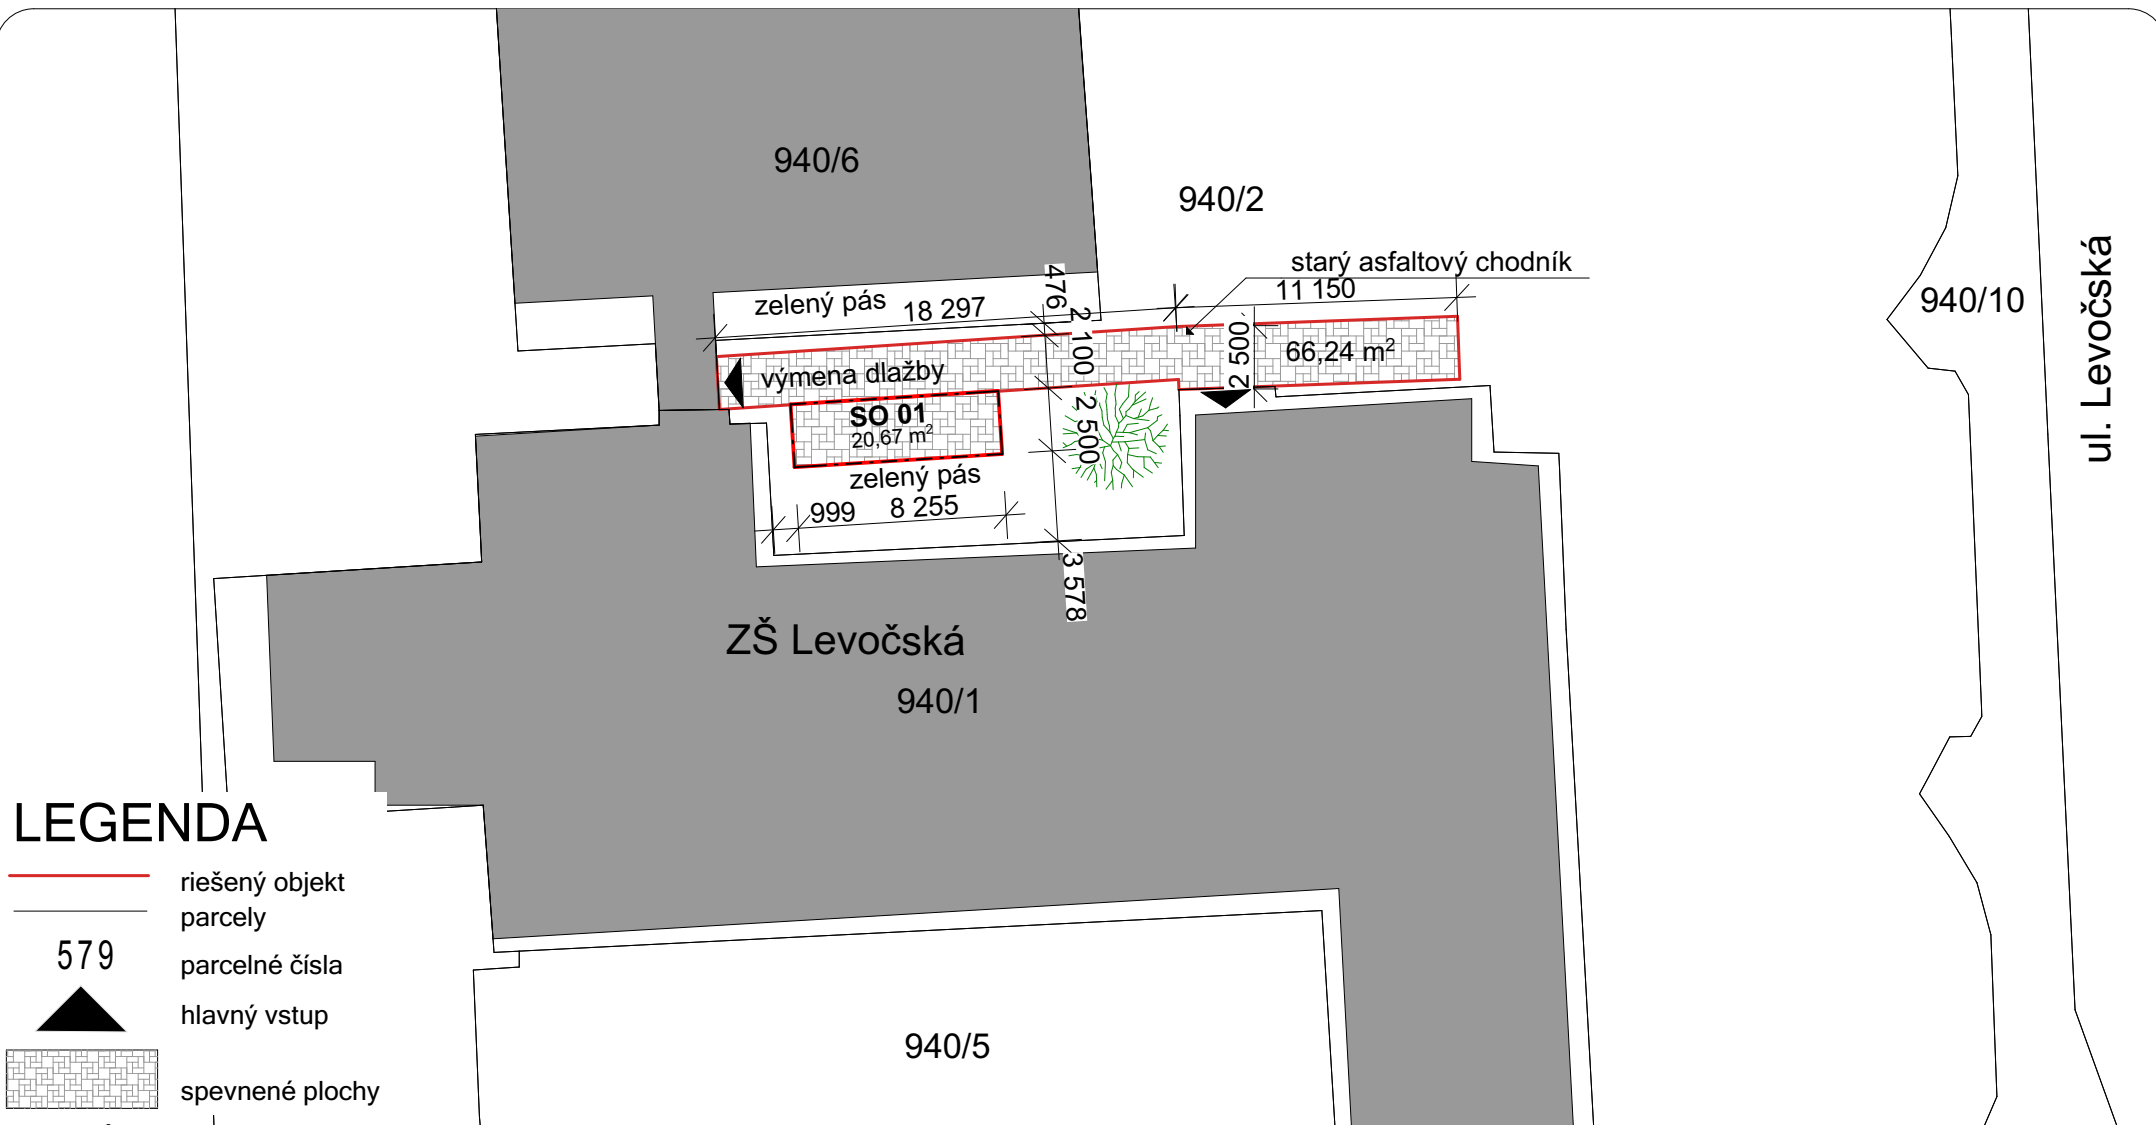 940/6
940/2
starý asfaltový chodník
476
11 150
zelený pás
18 297
940/10
ul. Levočská
2 100
2 500
66,24 m²
výmena dlažby
SO 01
20,67 m²
2 500
zelený pás
999
8 255
3 578
ZŠ Levočská
940/1
LEGENDA
riešený objekt
parcely
579
parcelné čísla
hlavný vstup
940/5
spevnené plochy